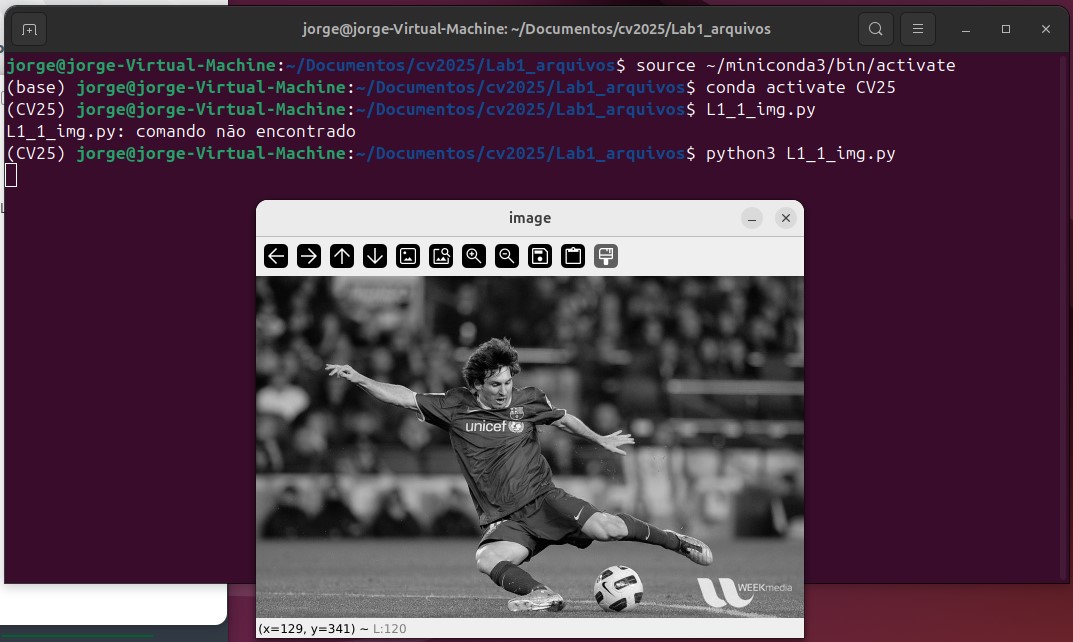 jorge@jorge-Virtual-Machine: ~/Documentos/cv2025/Lab1_arquivos
jorge@jorge-Virtual-Machine:~/Documentos/cv2025/Lab1_arquivos$ source ~/miniconda3/bin/activate
(base) jorge@jorge-Virtual-Machine:~/Documentos/cv2025/Lab1_arquivos$ conda activate CV25
(CV25) jorge@jorge-Virtual-Machine:~/Documentos/cv2025/Lab1_arquivos$ L1_1_img.py
L1_1_img.py: comando não encontrado
(CV25) jorge@jorge-Virtual-Machine:~/Documentos/cv2025/Lab1_arquivos$ python3 L1_1_img.py
image
unicef
WEEKmedia
(x=129, y=341) ~ L:120